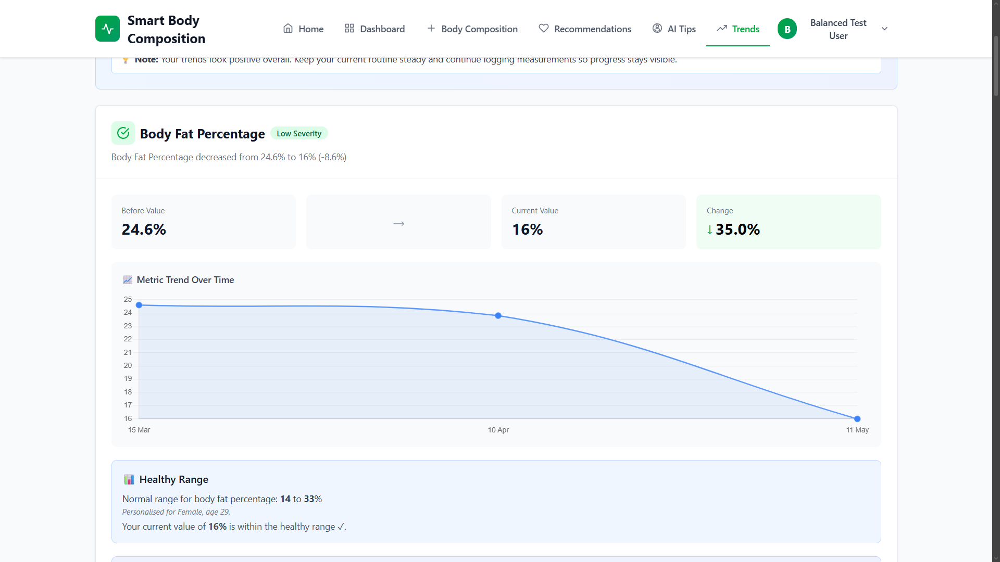 Smart Body
Composition
Home
Dashboard
Body Composition
Recommendations
AI Tips
Trends
B
Balanced Test
User
Note: Your trends look positive overall. Keep your current routine steady and continue logging measurements so progress stays visible.
Body Fat Percentage
Low Severity
Body Fat Percentage decreased from 24.6% to 16% (-8.6%)
Before Value
24.6%
→
Current Value
16%
Change
↓ 35.0%
Metric Trend Over Time
25
24
23
22
21
20
19
18
17
16
15 Mar
10 Apr
11 May
Healthy Range
Normal range for body fat percentage: 14 to 33%
Personalised for Female, age 29.
Your current value of 16% is within the healthy range ✓.